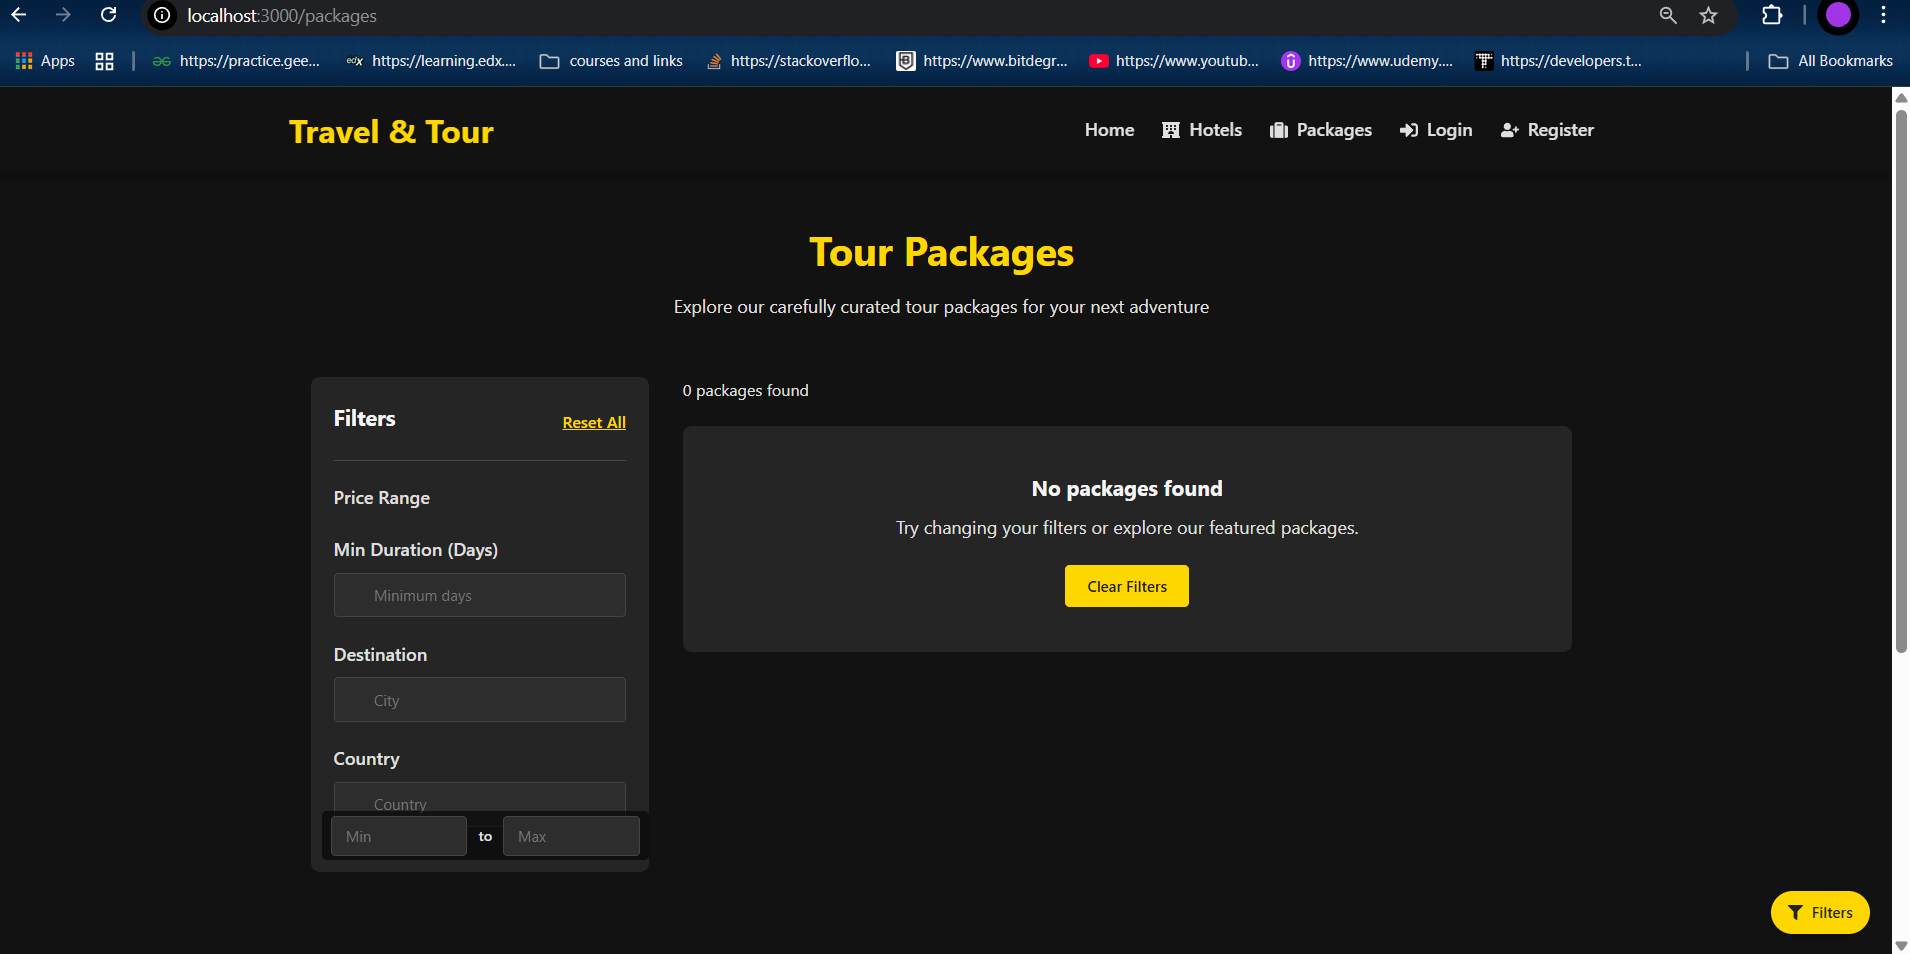 localhost:3000/packages
Apps
https://practice.gee...
edX
https://learning.edx....
courses and links
https://stackoverflo...
https://www.bitdegr...
https://www.youtub...
https://www.udemy....
https://developers.t...
All Bookmarks
Travel & Tour
Home
Hotels
Packages
Login
Register
Tour Packages
Explore our carefully curated tour packages for your next adventure
Filters
Reset All
Price Range
Min Duration (Days)
Minimum days
Destination
City
Country
Country
Min
to
Max
0 packages found
No packages found
Try changing your filters or explore our featured packages.
Clear Filters
Filters